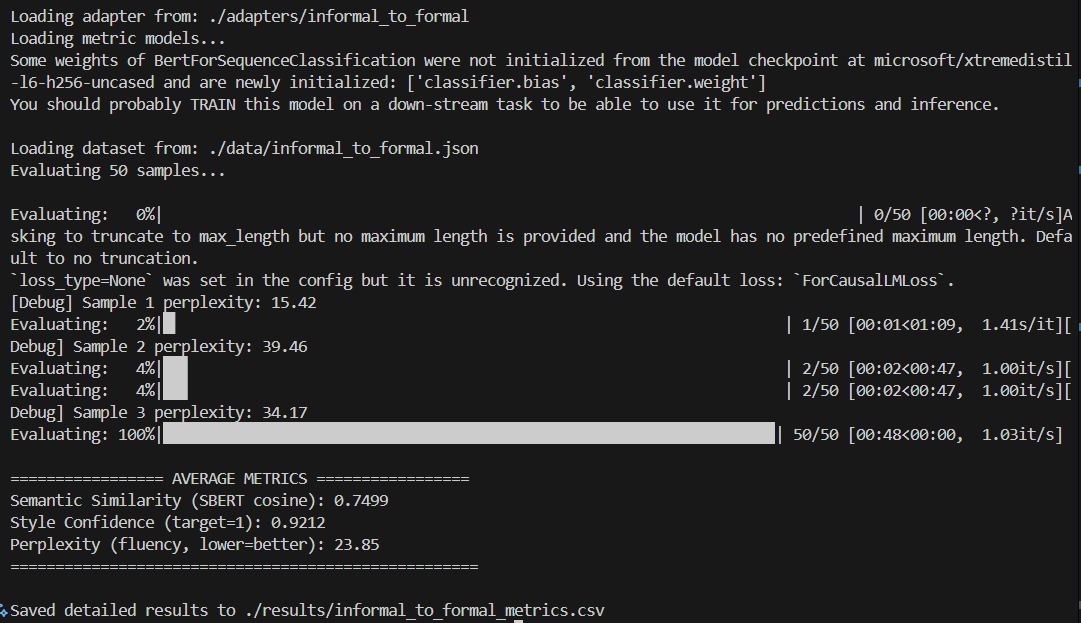 Loading adapter from: ./adapters/informal_to_formal
Loading metric models...
Some weights of BertForSequenceClassification were not initialized from the model checkpoint at microsoft/xtremedistil
-l6-h256-uncased and are newly initialized: ['classifier.bias', 'classifier.weight']
You should probably TRAIN this model on a down-stream task to be able to use it for predictions and inference.
Loading dataset from: ./data/informal_to_formal.json
Evaluating 50 samples...
Evaluating:   0%|                                                                              | 0/50 [00:00<?, ?it/s]A
sking to truncate to max_length but no maximum length is provided and the model has no predefined maximum length. Defa
ult to no truncation.
`loss_type=None` was set in the config but it is unrecognized. Using the default loss: `ForCausalLMLoss`.
[Debug] Sample 1 perplexity: 15.42
Evaluating:   2%|                                                                     | 1/50 [00:01<01:09,  1.41s/it][
Debug] Sample 2 perplexity: 39.46
Evaluating:   4%|                                                                     | 2/50 [00:02<00:47,  1.00it/s][
Evaluating:   4%|                                                                     | 2/50 [00:02<00:47,  1.00it/s][
Debug] Sample 3 perplexity: 34.17
Evaluating: 100%|                                                                    | 50/50 [00:48<00:00,  1.03it/s]
================= AVERAGE METRICS =================
Semantic Similarity (SBERT cosine): 0.7499
Style Confidence (target=1): 0.9212
Perplexity (fluency, lower=better): 23.85
====================================================
Saved detailed results to ./results/informal_to_formal_metrics.csv